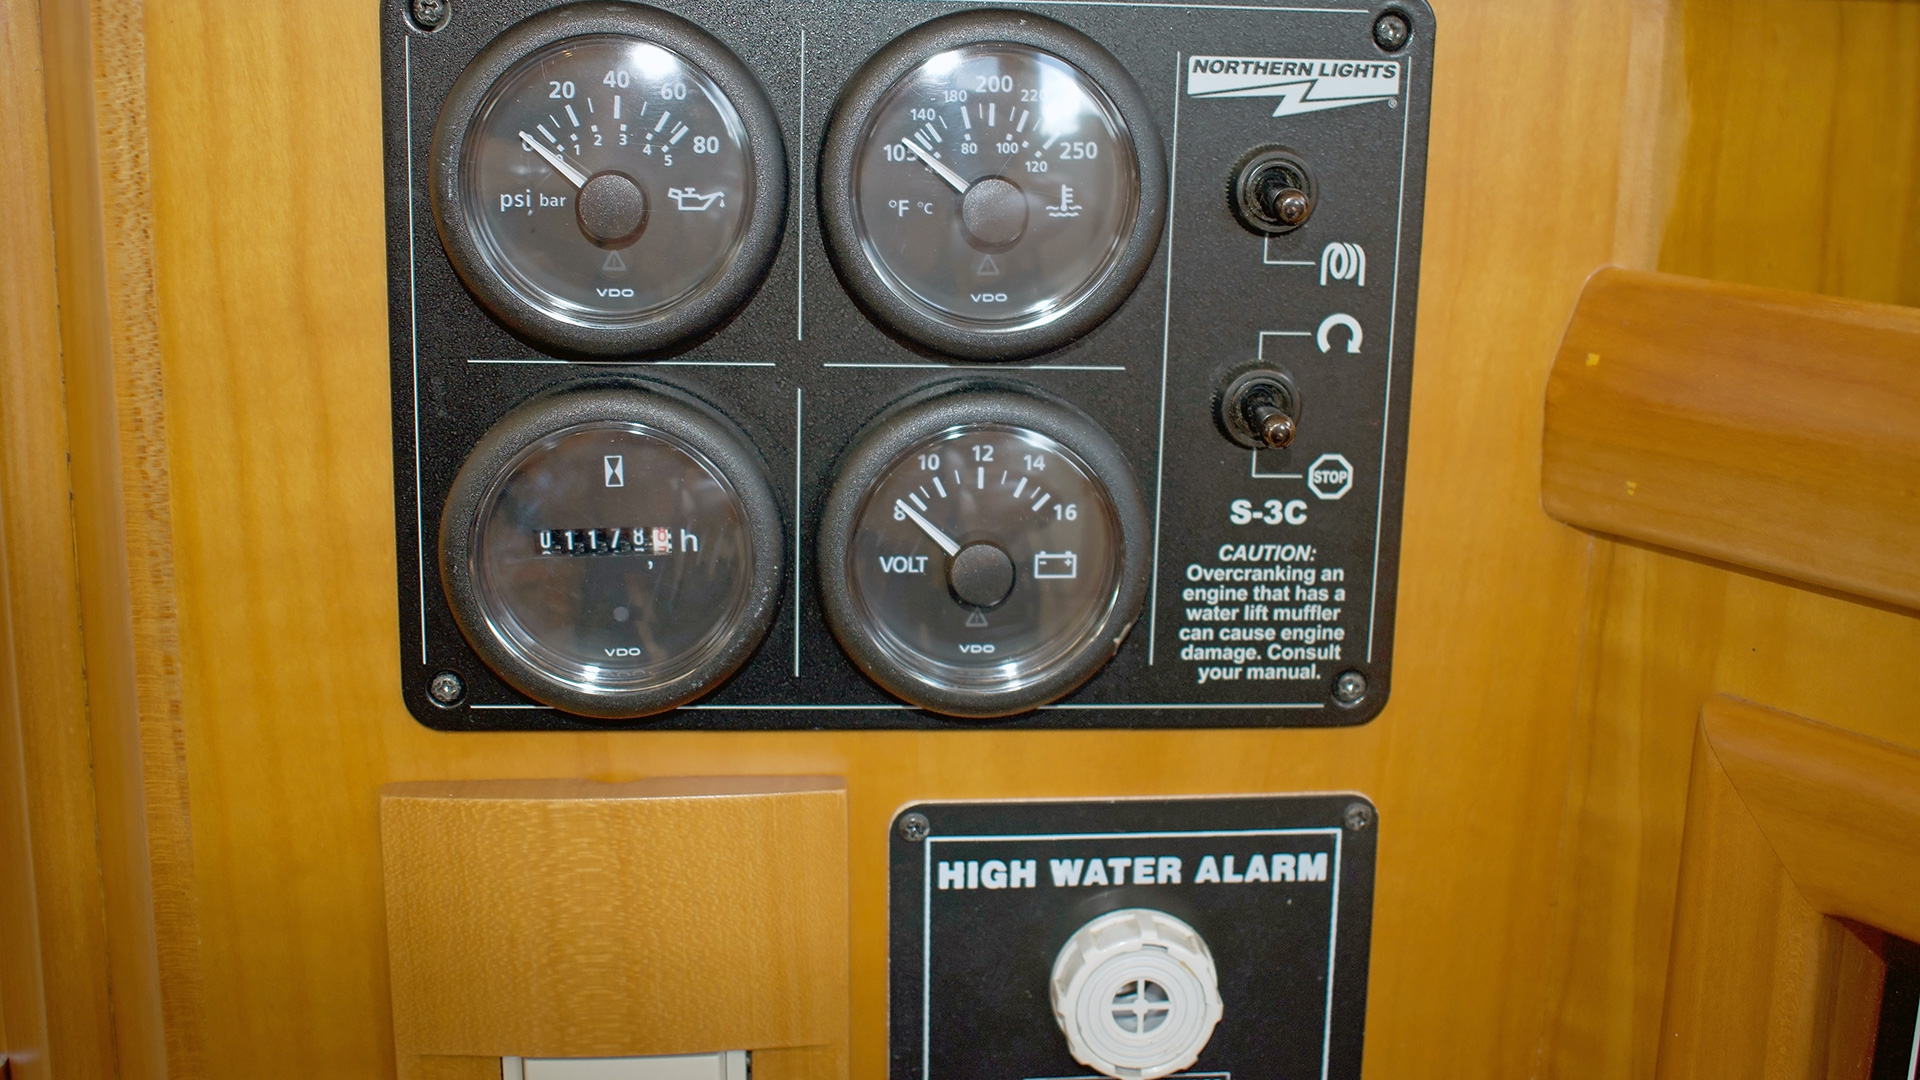 20 40 60 80
0 1 2 3 4 5
psi bar
VDO
105 140 180 200 220 250
80 100 120
°F °C
VDO
NORTHERN LIGHTS
®
STOP
S-3C
CAUTION:
Overcranking an
engine that has a
water lift muffler
can cause engine
damage. Consult
your manual.
01178, h
VDO
8 10 12 14 16
VOLT
VDO
HIGH WATER ALARM